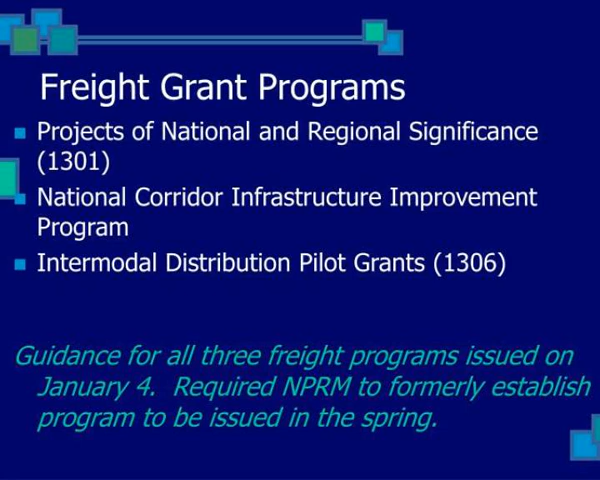 Freight Grant Programs
Projects of National and Regional Significance
(1301)
National Corridor Infrastructure Improvement
Program
Intermodal Distribution Pilot Grants (1306)
Guidance for all three freight programs issued on
January 4. Required NPRM to formerly establish
program to be issued in the spring.